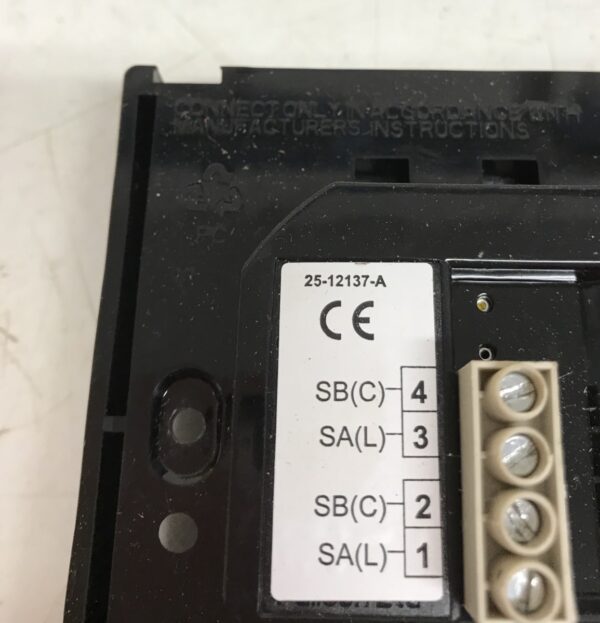 CONNECT ONLY IN ACCORDANCE WITH
MANUFACTURERS INSTRUCTIONS
25-12137-A
CE
SB(C) 4
SA(L) 3
SB(C) 2
SA(L) 1